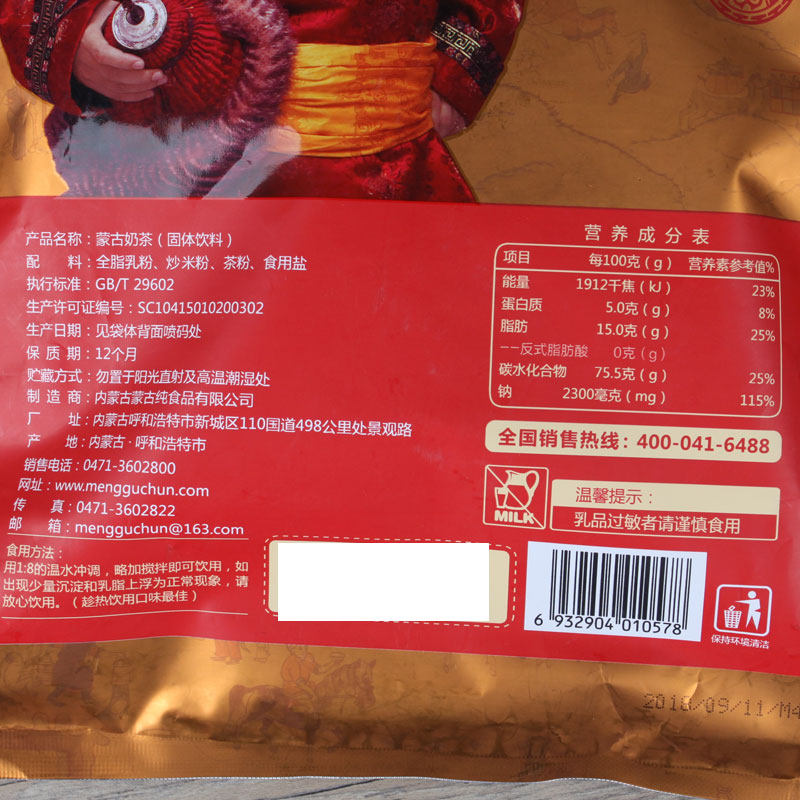 产品名称：蒙古奶茶（固体饮料）
配 料：全脂乳粉、炒米粉、茶粉、食用盐
执行标准：GB/T 29602
生产许可证编号：SC10415010200302
生产日期：见袋体背面喷码处
保 质 期：12个月
贮藏方式：勿置于阳光直射及高温潮湿处
制 造 商：内蒙古蒙古纯食品有限公司
厂 址：内蒙古呼和浩特市新城区110国道498公里处景观路
产 地：内蒙古·呼和浩特市
销售电话：0471-3602800
网址：www.mengguchun.com
传 真：0471-3602822
邮 箱：mengguchun@163.com
食用方法：
用1:8的温水冲调，略加搅拌即可饮用，如
出现少量沉淀和乳脂上浮为正常现象，请
放心饮用。（趁热饮用口味最佳）
营养成分表
项目 每100克（g） 营养素参考值%
能量 1912千焦（kJ） 23%
蛋白质 5.0克（g） 8%
脂肪 15.0克（g） 25%
--反式脂肪酸 0克（g）
碳水化合物 75.5克（g） 25%
钠 2300毫克（mg） 115%
全国销售热线：400-041-6488
MILK
温馨提示：
乳品过敏者请谨慎食用
6 932904 010578
保持环境清洁
2018/09/11/M4